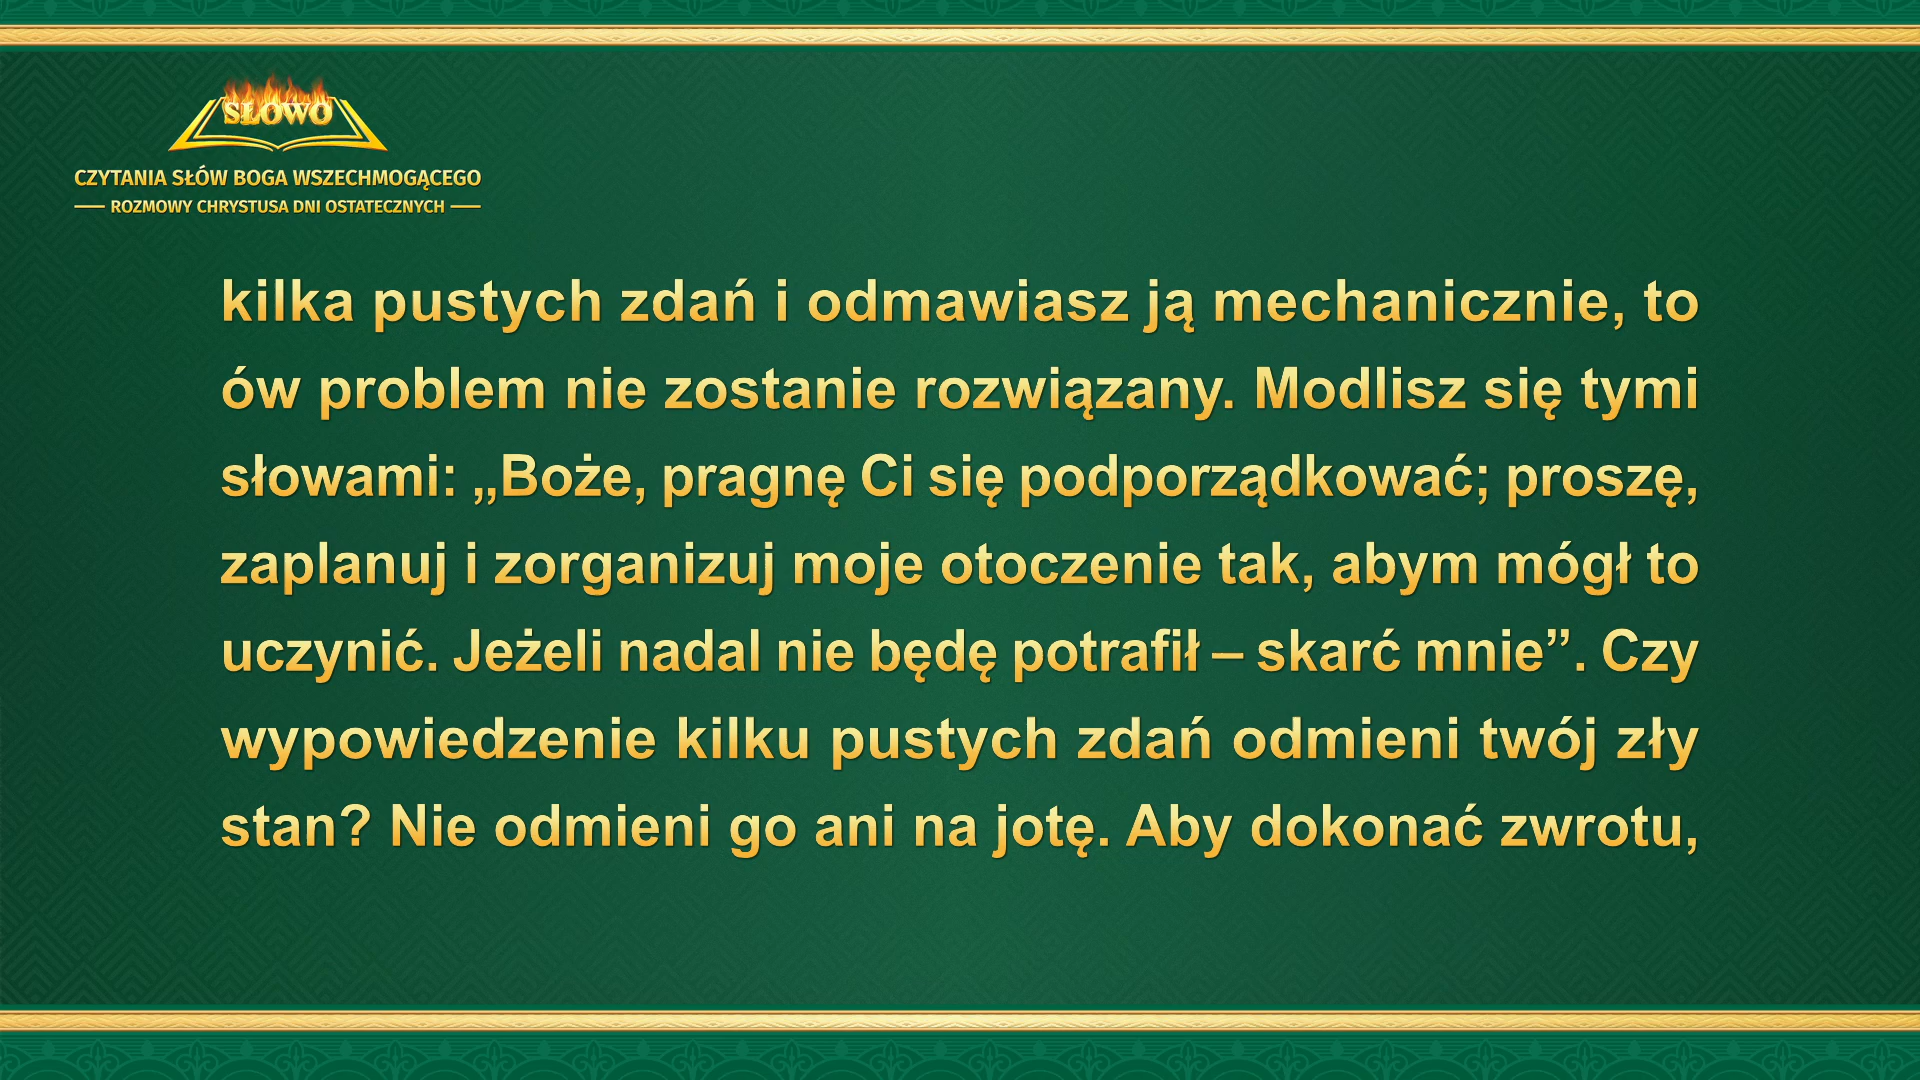 SŁOWO
CZYTANIA SŁÓW BOGA WSZECHMOGĄCEGO
ROZMOWY CHRYSTUSA DNI OSTATECZNYCH
kilka pustych zdań i odmawiasz ją mechanicznie, to
ów problem nie zostanie rozwiązany. Modlisz się tymi
słowami: „Boże, pragnę Ci się podporządkować; proszę,
zaplanuj i zorganizuj moje otoczenie tak, abym mógł to
uczynić. Jeżeli nadal nie będę potrafił – skarć mnie”. Czy
wypowiedzenie kilku pustych zdań odmieni twój zły
stan? Nie odmieni go ani na jotę. Aby dokonać zwrotu,